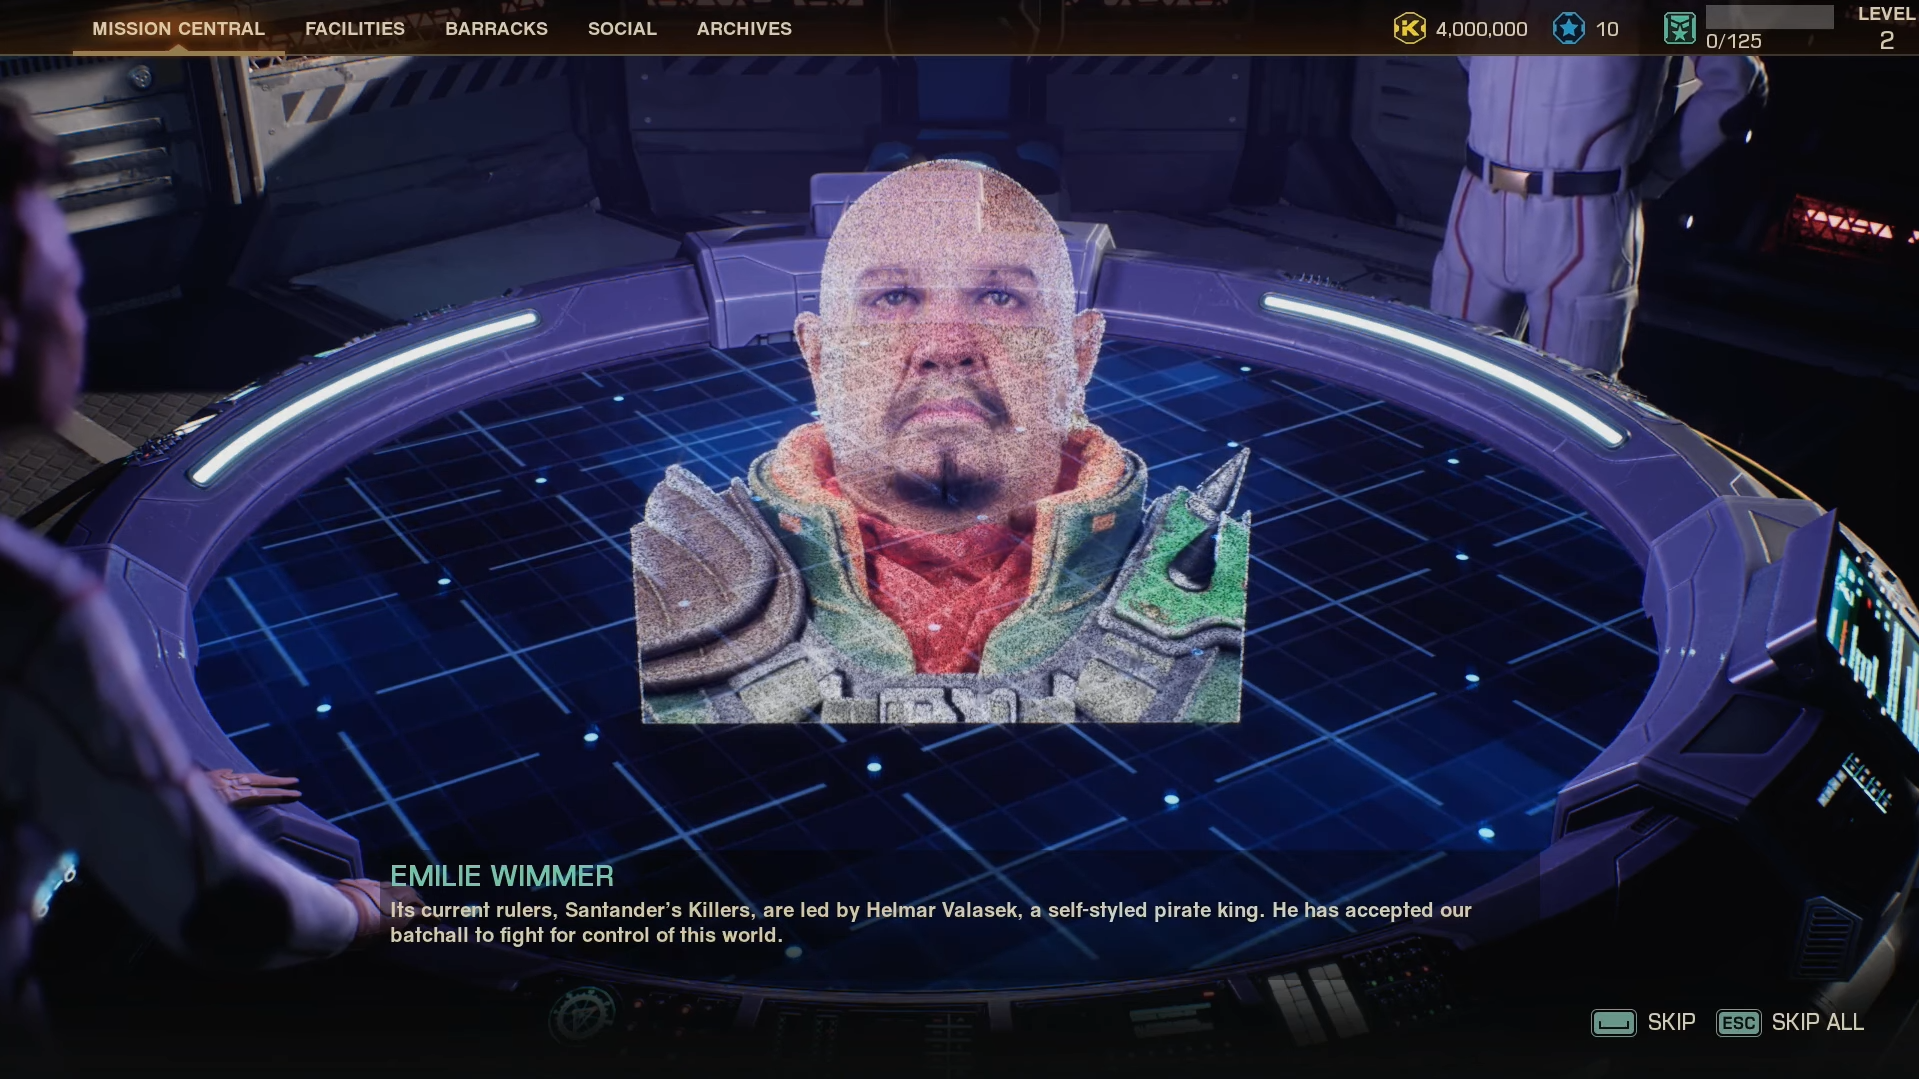 MISSION CENTRAL FACILITIES BARRACKS SOCIAL ARCHIVES K 4,000,000 10 0/125 LEVEL 2
EMILIE WIMMER
Its current rulers, Santander's Killers, are led by Helmar Valasek, a self-styled pirate king. He has accepted our
batchall to fight for control of this world.
SKIP ESC SKIP ALL